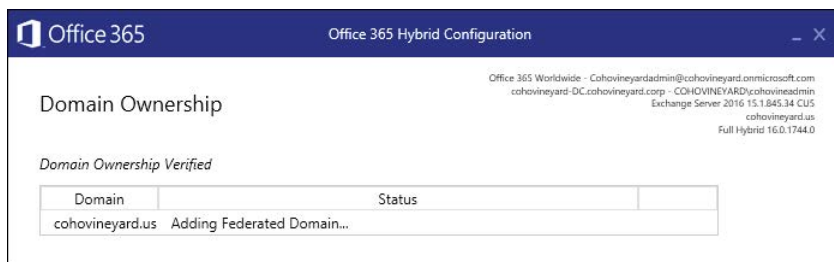 Office 365
Office 365 Hybrid Configuration
Office 365 Worldwide - Cohovineyardadmin@cohovineyard.onmicrosoft.com
cohovineyard-DC.cohovineyard.corp - COHOVINEYARD\cohovineadmin
Exchange Server 2016 15.1.845.34 CU5
cohovineyard.us
Full Hybrid 16.0.1744.0
Domain Ownership
Domain Ownership Verified
Domain Status
cohovineyard.us Adding Federated Domain...